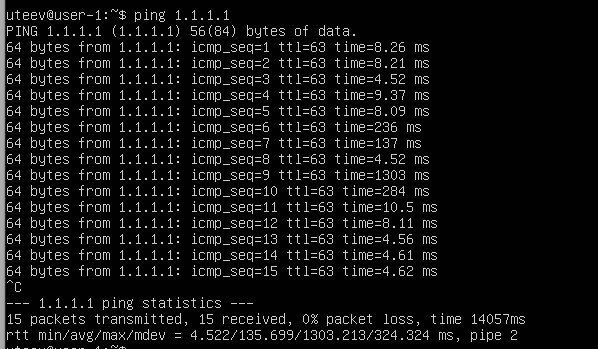 uteev@user-1:~$ ping 1.1.1.1
PING 1.1.1.1 (1.1.1.1) 56(84) bytes of data.
64 bytes from 1.1.1.1: icmp_seq=1 ttl=63 time=8.26 ms
64 bytes from 1.1.1.1: icmp_seq=2 ttl=63 time=8.21 ms
64 bytes from 1.1.1.1: icmp_seq=3 ttl=63 time=4.52 ms
64 bytes from 1.1.1.1: icmp_seq=4 ttl=63 time=9.37 ms
64 bytes from 1.1.1.1: icmp_seq=5 ttl=63 time=8.09 ms
64 bytes from 1.1.1.1: icmp_seq=6 ttl=63 time=236 ms
64 bytes from 1.1.1.1: icmp_seq=7 ttl=63 time=137 ms
64 bytes from 1.1.1.1: icmp_seq=8 ttl=63 time=4.52 ms
64 bytes from 1.1.1.1: icmp_seq=9 ttl=63 time=1303 ms
64 bytes from 1.1.1.1: icmp_seq=10 ttl=63 time=284 ms
64 bytes from 1.1.1.1: icmp_seq=11 ttl=63 time=10.5 ms
64 bytes from 1.1.1.1: icmp_seq=12 ttl=63 time=8.11 ms
64 bytes from 1.1.1.1: icmp_seq=13 ttl=63 time=4.56 ms
64 bytes from 1.1.1.1: icmp_seq=14 ttl=63 time=4.61 ms
64 bytes from 1.1.1.1: icmp_seq=15 ttl=63 time=4.62 ms
^C
--- 1.1.1.1 ping statistics ---
15 packets transmitted, 15 received, 0% packet loss, time 14057ms
rtt min/avg/max/mdev = 4.522/135.699/1303.213/324.324 ms, pipe 2
uteev@user-1:~$